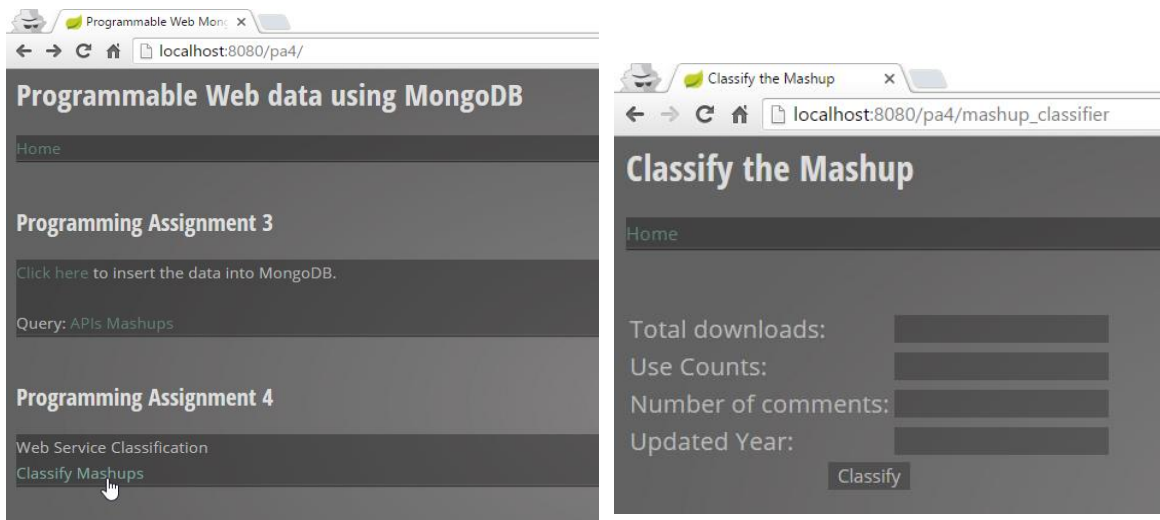 Programmable Web Mong
localhost:8080/pa4/
Programmable Web data using MongoDB
Home
Programming Assignment 3
Click here to insert the data into MongoDB.
Query: APIs Mashups
Programming Assignment 4
Web Service Classification
Classify Mashups
Classify the Mashup
localhost:8080/pa4/mashup_classifier
Classify the Mashup
Home
Total downloads:
Use Counts:
Number of comments:
Updated Year:
Classify